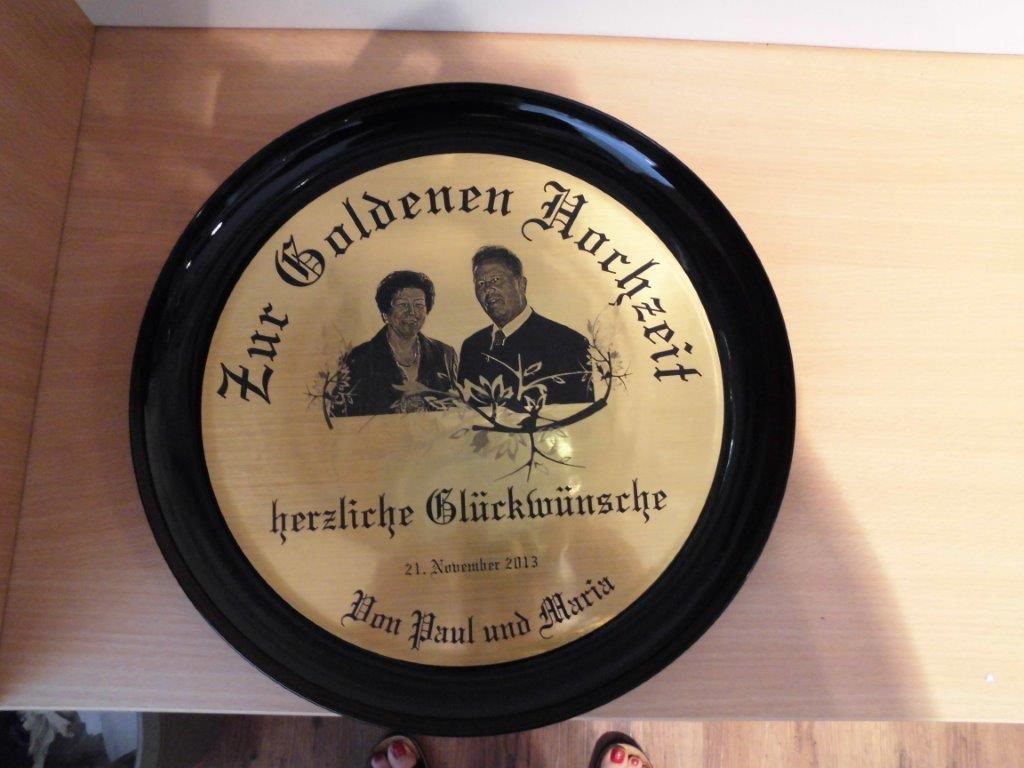 Zur Goldenen Hochzeit
herzliche Glückwünsche
21. November 2013
Von Paul und Maria